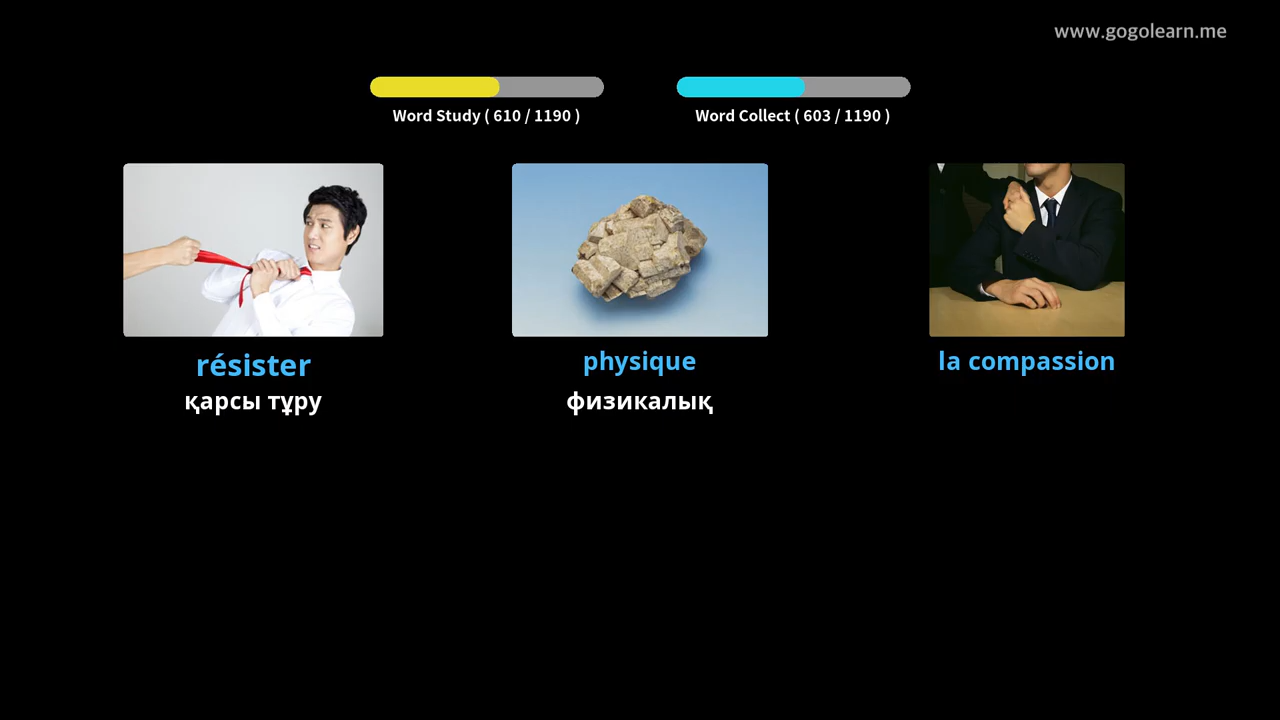 www.gogolearn.me
Word Study ( 610 / 1190 )
Word Collect ( 603 / 1190 )
résister
қарсы тұру
physique
физикалық
la compassion